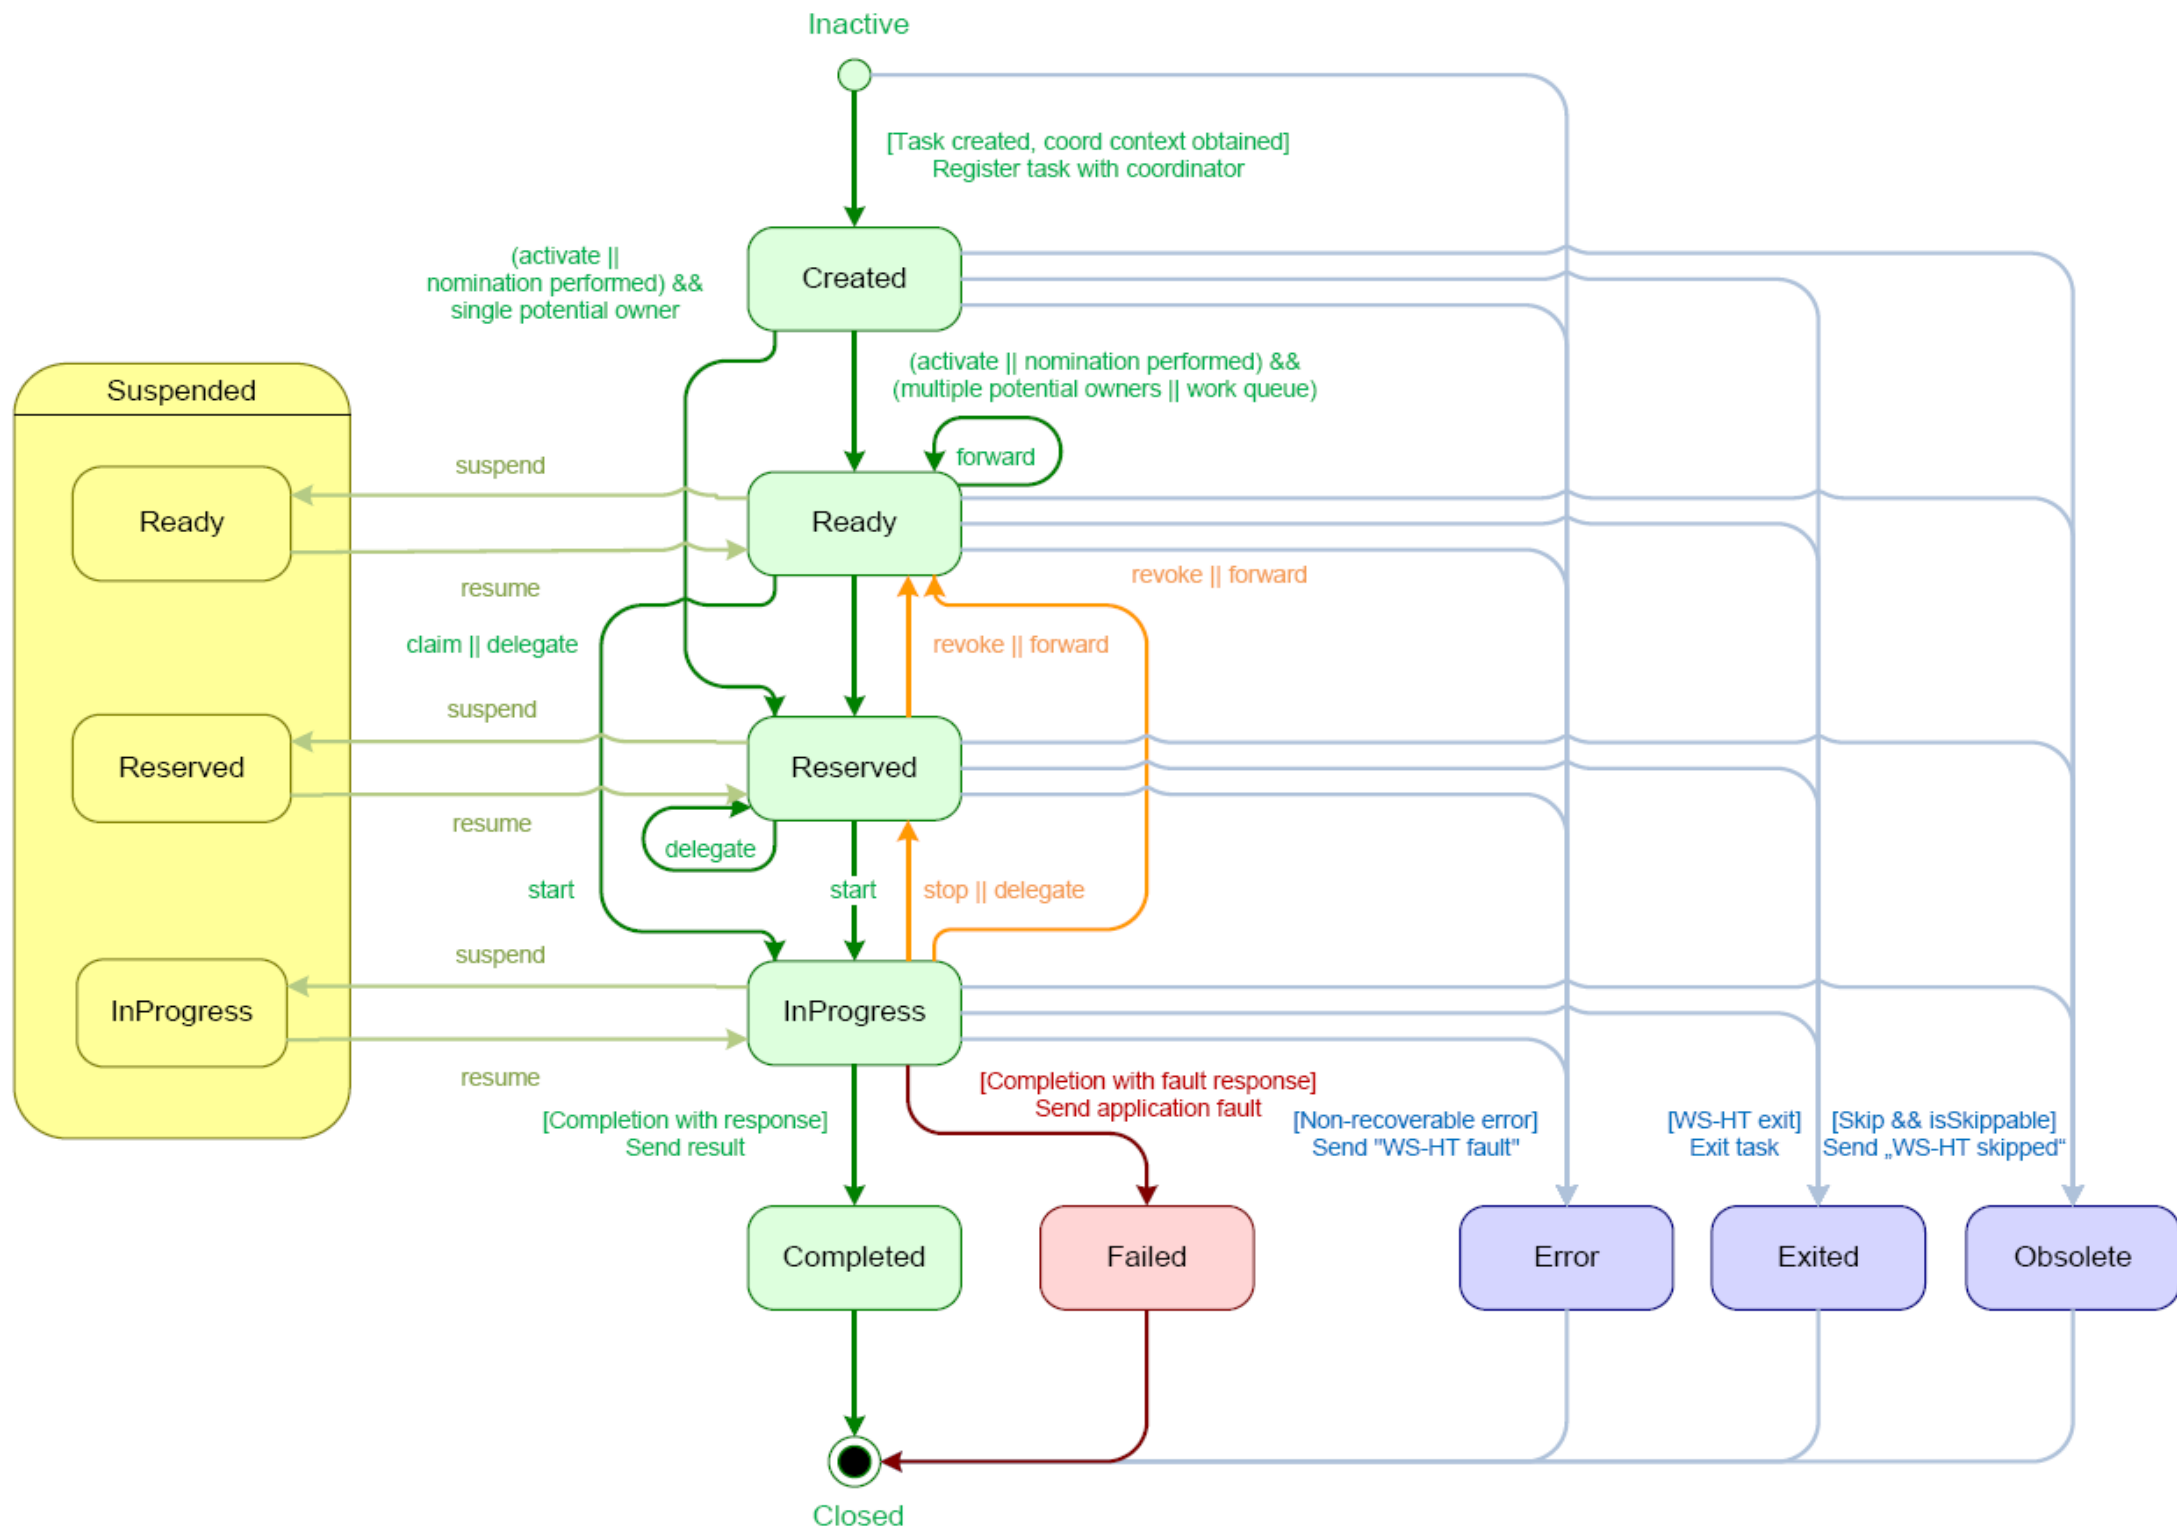 Inactive
[Task created, coord context obtained]
Register task with coordinator
(activate ||
nomination performed) &&
single potential owner
Created
(activate || nomination performed) &&
(multiple potential owners || work queue)
Suspended
forward
suspend
Ready
Ready
resume
revoke || forward
claim || delegate
revoke || forward
suspend
Reserved
Reserved
resume
delegate
start
start
stop || delegate
suspend
InProgress
InProgress
resume
[Completion with response]
Send result
[Completion with fault response]
Send application fault
[Non-recoverable error]
Send "WS-HT fault"
[WS-HT exit]
Exit task
[Skip && isSkippable]
Send „WS-HT skipped“
Completed
Failed
Error
Exited
Obsolete
Closed